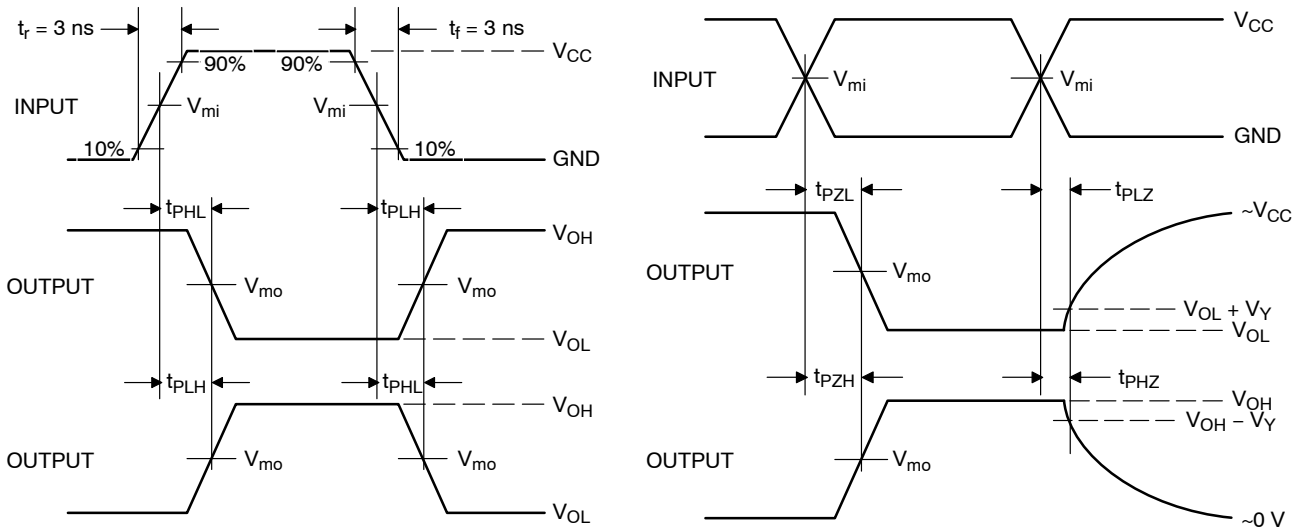 tr = 3 ns
tf = 3 ns
VCC
90%
90%
INPUT
Vmi
Vmi
10%
10%
GND
tPHL
tPLH
VOH
OUTPUT
Vmo
Vmo
VOL
tPLH
tPHL
VOH
OUTPUT
Vmo
Vmo
VOL
VCC
INPUT
Vmi
Vmi
GND
tPZL
tPLZ
~VCC
OUTPUT
Vmo
VOL + VY
VOL
tPZH
tPHZ
VOH
VOH − VY
OUTPUT
Vmo
~0 V